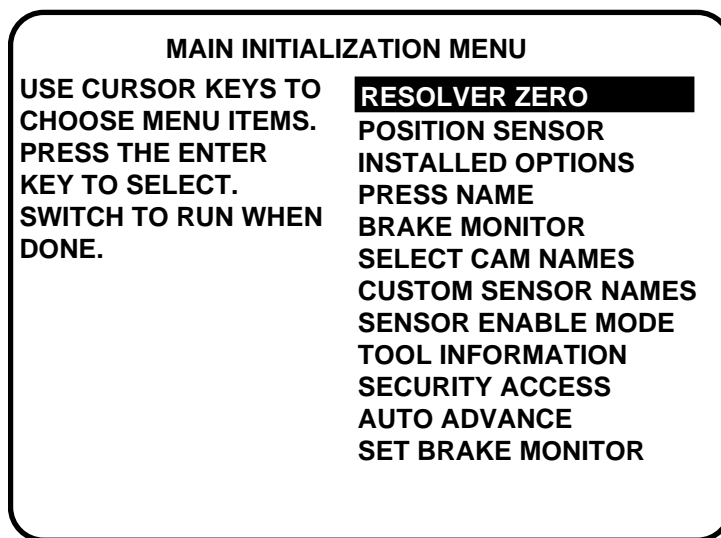 MAIN INITIALIZATION MENU
USE CURSOR KEYS TO
CHOOSE MENU ITEMS.
PRESS THE ENTER
KEY TO SELECT.
SWITCH TO RUN WHEN
DONE.
RESOLVER ZERO
POSITION SENSOR
INSTALLED OPTIONS
PRESS NAME
BRAKE MONITOR
SELECT CAM NAMES
CUSTOM SENSOR NAMES
SENSOR ENABLE MODE
TOOL INFORMATION
SECURITY ACCESS
AUTO ADVANCE
SET BRAKE MONITOR